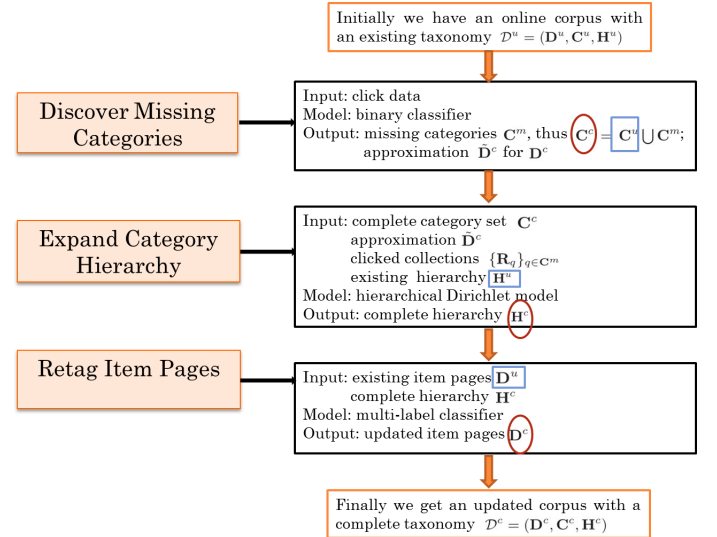 Initially we have an online corpus with
an existing taxonomy 𝒟ᵘ = (𝐃ᵘ, 𝐂ᵘ, 𝐇ᵘ)
Discover Missing
Categories
Input: click data
Model: binary classifier
Output: missing categories 𝐂ᵐ, thus 𝐂ᶜ = 𝐂ᵘ ⋃ 𝐂ᵐ;
approximation 𝐃̃ᶜ for 𝐃ᶜ
Expand Category
Hierarchy
Input: complete category set 𝐂ᶜ
approximation 𝐃̃ᶜ
clicked collections {𝐑_q}_{q∈𝐂ᵐ}
existing hierarchy 𝐇ᵘ
Model: hierarchical Dirichlet model
Output: complete hierarchy 𝐇ᶜ
Retag Item Pages
Input: existing item pages 𝐃ᵘ
complete hierarchy 𝐇ᶜ
Model: multi-label classifier
Output: updated item pages 𝐃ᶜ
Finally we get an updated corpus with a
complete taxonomy 𝒟ᶜ = (𝐃ᶜ, 𝐂ᶜ, 𝐇ᶜ)